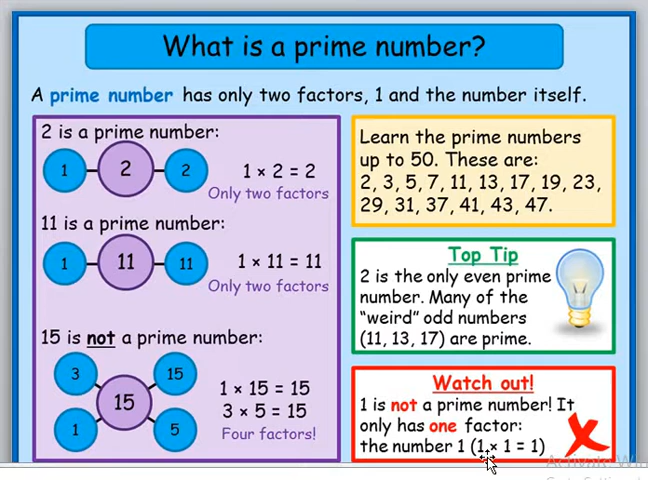 What is a prime number?
A prime number has only two factors, 1 and the number itself.
2 is a prime number:
1 2 2
1 × 2 = 2
Only two factors
11 is a prime number:
1 11 11
1 × 11 = 11
Only two factors
15 is not a prime number:
3 15
15
1 5
1 × 15 = 15
3 × 5 = 15
Four factors!
Learn the prime numbers
up to 50. These are:
2, 3, 5, 7, 11, 13, 17, 19, 23,
29, 31, 37, 41, 43, 47.
Top Tip
2 is the only even prime
number. Many of the
“weird” odd numbers
(11, 13, 17) are prime.
Watch out!
1 is not a prime number! It
only has one factor:
the number 1 (1 × 1 = 1)